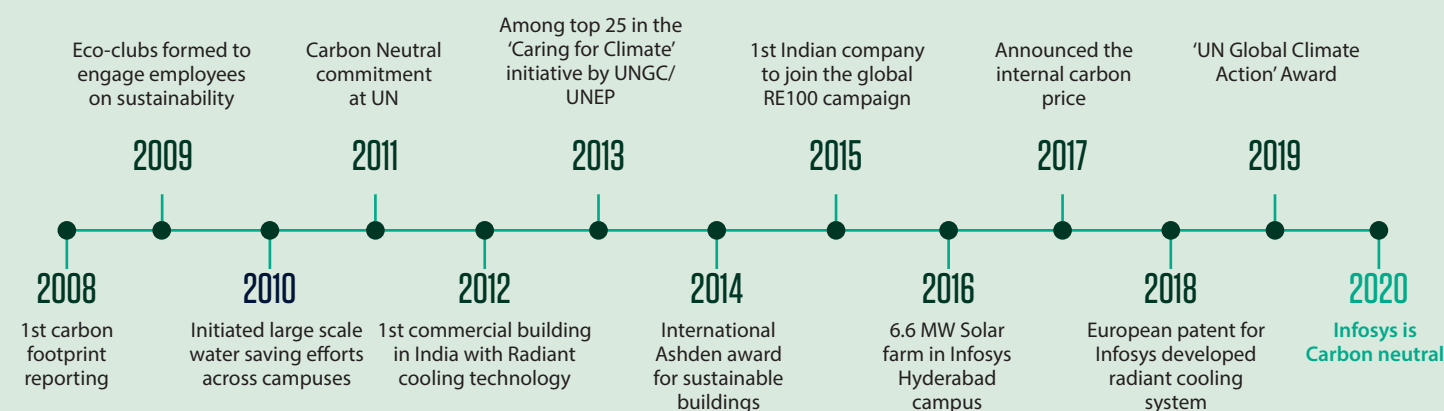 Eco-clubs formed to
engage employees
on sustainability
2009
Carbon Neutral
commitment
at UN
2011
Among top 25 in the
‘Caring for Climate’
initiative by UNGC/
UNEP
2013
1st Indian company
to join the global
RE100 campaign
2015
Announced the
internal carbon
price
2017
‘UN Global Climate
Action’ Award
2019
2008
1st carbon
footprint
reporting
2010
Initiated large scale
water saving efforts
across campuses
2012
1st commercial building
in India with Radiant
cooling technology
2014
International
Ashden award
for sustainable
buildings
2016
6.6 MW Solar
farm in Infosys
Hyderabad
campus
2018
European patent for
Infosys developed
radiant cooling
system
2020
Infosys is
Carbon neutral